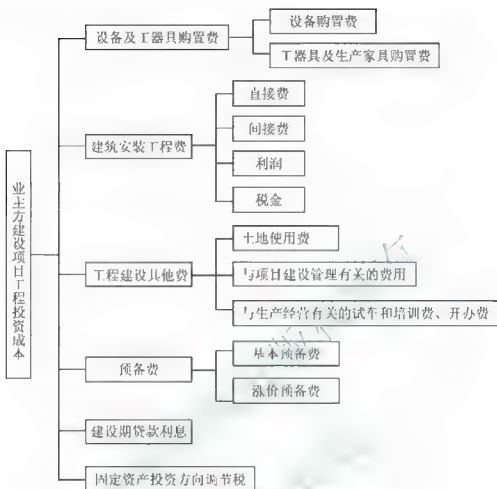 业主方建设项目工程投资成本
设备及工器具购置费
设备购置费
工器具及生产家具购置费
建筑安装工程费
直接费
间接费
利润
税金
工程建设其他费
土地使用费
与项目建设管理有关的费用
与生产经营有关的试车和培训费、开办费
预备费
基本预备费
涨价预备费
建设期贷款利息
固定资产投资方向调节税